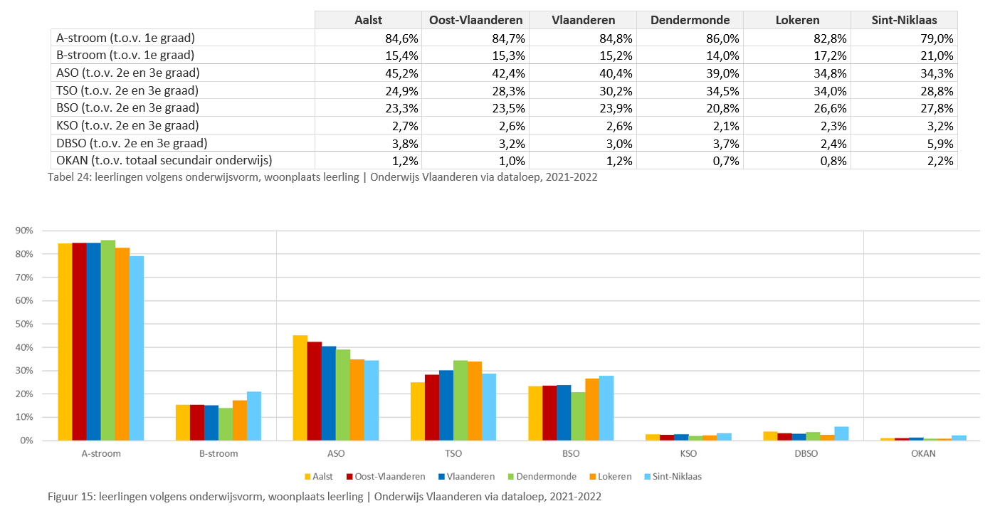 Aalst Oost-Vlaanderen Vlaanderen Dendermonde Lokeren Sint-Niklaas
A-stroom (t.o.v. 1e graad) 84,6% 84,7% 84,8% 86,0% 82,8% 79,0%
B-stroom (t.o.v. 1e graad) 15,4% 15,3% 15,2% 14,0% 17,2% 21,0%
ASO (t.o.v. 2e en 3e graad) 45,2% 42,4% 40,4% 39,0% 34,8% 34,3%
TSO (t.o.v. 2e en 3e graad) 24,9% 28,3% 30,2% 34,5% 34,0% 28,8%
BSO (t.o.v. 2e en 3e graad) 23,3% 23,5% 23,9% 20,8% 26,6% 27,8%
KSO (t.o.v. 2e en 3e graad) 2,7% 2,6% 2,6% 2,1% 2,3% 3,2%
DBSO (t.o.v. 2e en 3e graad) 3,8% 3,2% 3,0% 3,7% 2,4% 5,9%
OKAN (t.o.v. totaal secundair onderwijs) 1,2% 1,0% 1,2% 0,7% 0,8% 2,2%
Tabel 24: leerlingen volgens onderwijsvorm, woonplaats leerling | Onderwijs Vlaanderen via dataloep, 2021-2022
90%
80%
70%
60%
50%
40%
30%
20%
10%
0%
A-stroom B-stroom ASO TSO BSO KSO DBSO OKAN
Aalst Oost-Vlaanderen Vlaanderen Dendermonde Lokeren Sint-Niklaas
Figuur 15: leerlingen volgens onderwijsvorm, woonplaats leerling | Onderwijs Vlaanderen via dataloep, 2021-2022